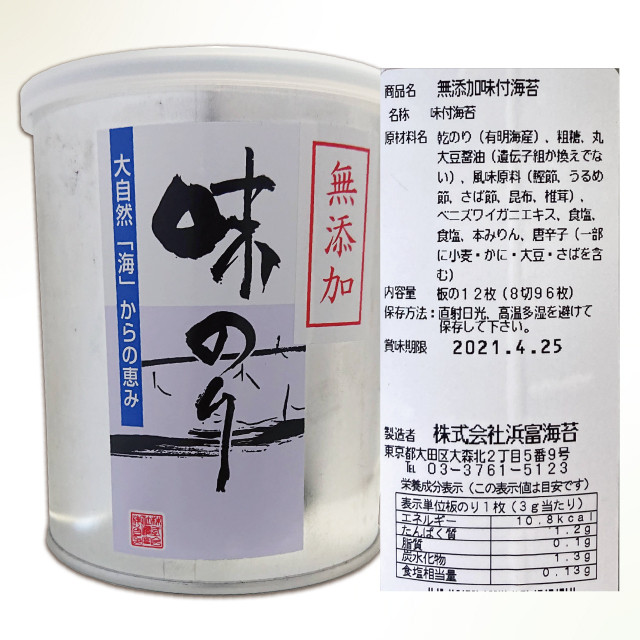 無添加
味のり
大自然「海」からの恵み
商品名 無添加味付海苔
名称 味付海苔
原材料名 乾のり（有明海産）、粗糖、丸
大豆醤油（遺伝子組か換えでな
い）、風味原料（鰹節、うるめ
節、さば節、昆布、椎茸）、
ベニズワイガニエキス、食塩、
食塩、本みりん、唐辛子（一部
に小麦・かに・大豆・さばを含
む）
内容量 板の１２枚（８切９６枚）
保存方法：直射日光、高温多湿を避けて
保存して下さい。
賞味期限 2021.4.25
製造者 株式会社浜富海苔
東京都大田区大森北２丁目５番９号
℡ 03-3761-5123
栄養成分表示（この表示値は目安です）
表示単位板のり１枚（３ｇ当たり）
エネルギー 10.8kcal
たんぱく質 1.2g
脂質 0.1g
炭水化物 1.3g
食塩相当量 0.13g